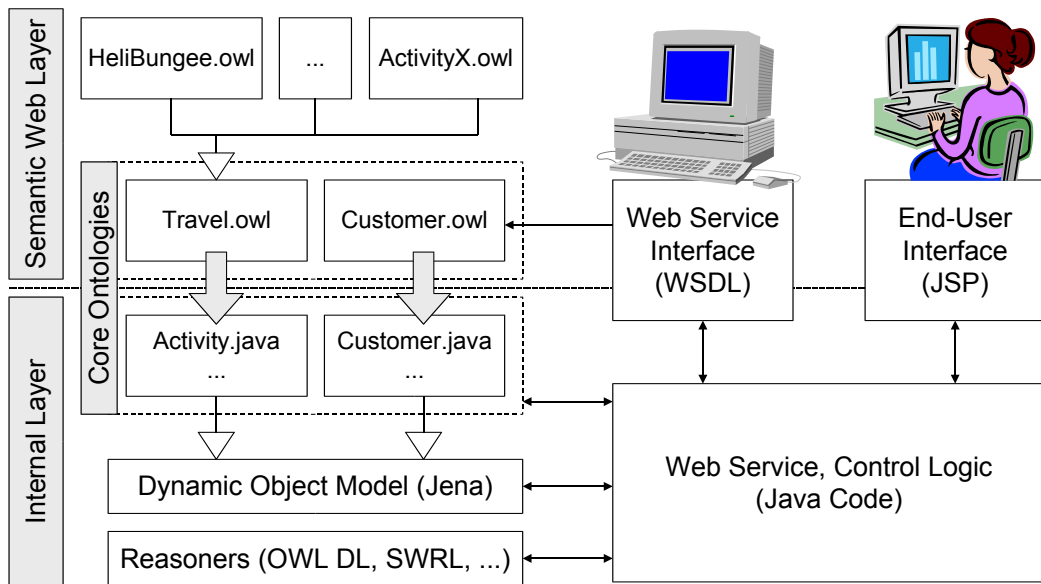 Semantic Web Layer
HeliBungee.owl
...
ActivityX.owl
Core Ontologies
Travel.owl
Customer.owl
Web Service
Interface
(WSDL)
End-User
Interface
(JSP)
Internal Layer
Activity.java
...
Customer.java
...
Dynamic Object Model (Jena)
Reasoners (OWL DL, SWRL, ...)
Web Service, Control Logic
(Java Code)